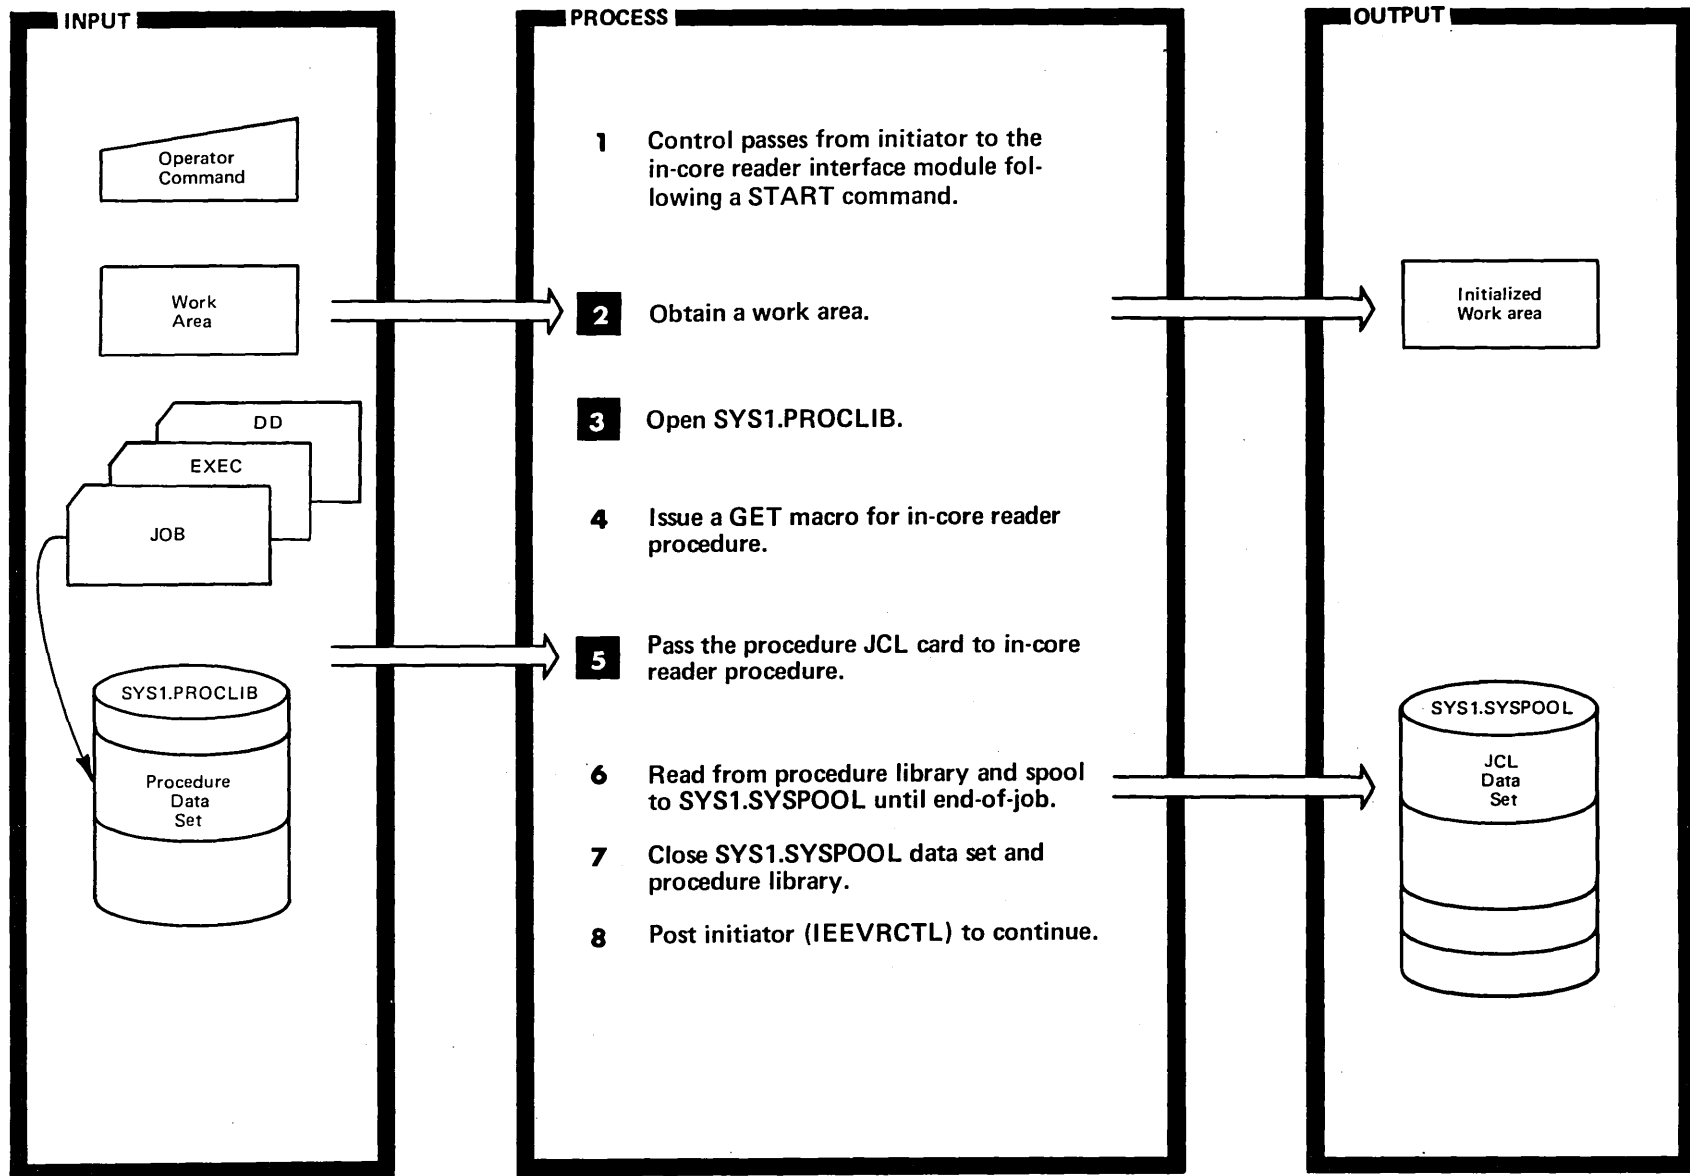 INPUT
Operator
Command
Work
Area
DD
EXEC
JOB
SYS1.PROCLIB
Procedure
Data
Set
PROCESS
1 Control passes from initiator to the
in-core reader interface module fol-
lowing a START command.
2 Obtain a work area.
3 Open SYS1.PROCLIB.
4 Issue a GET macro for in-core reader
procedure.
5 Pass the procedure JCL card to in-core
reader procedure.
6 Read from procedure library and spool
to SYS1.SYSPOOL until end-of-job.
7 Close SYS1.SYSPOOL data set and
procedure library.
8 Post initiator (IEEVRCTL) to continue.
OUTPUT
Initialized
Work area
SYS1.SYSPOOL
JCL
Data
Set